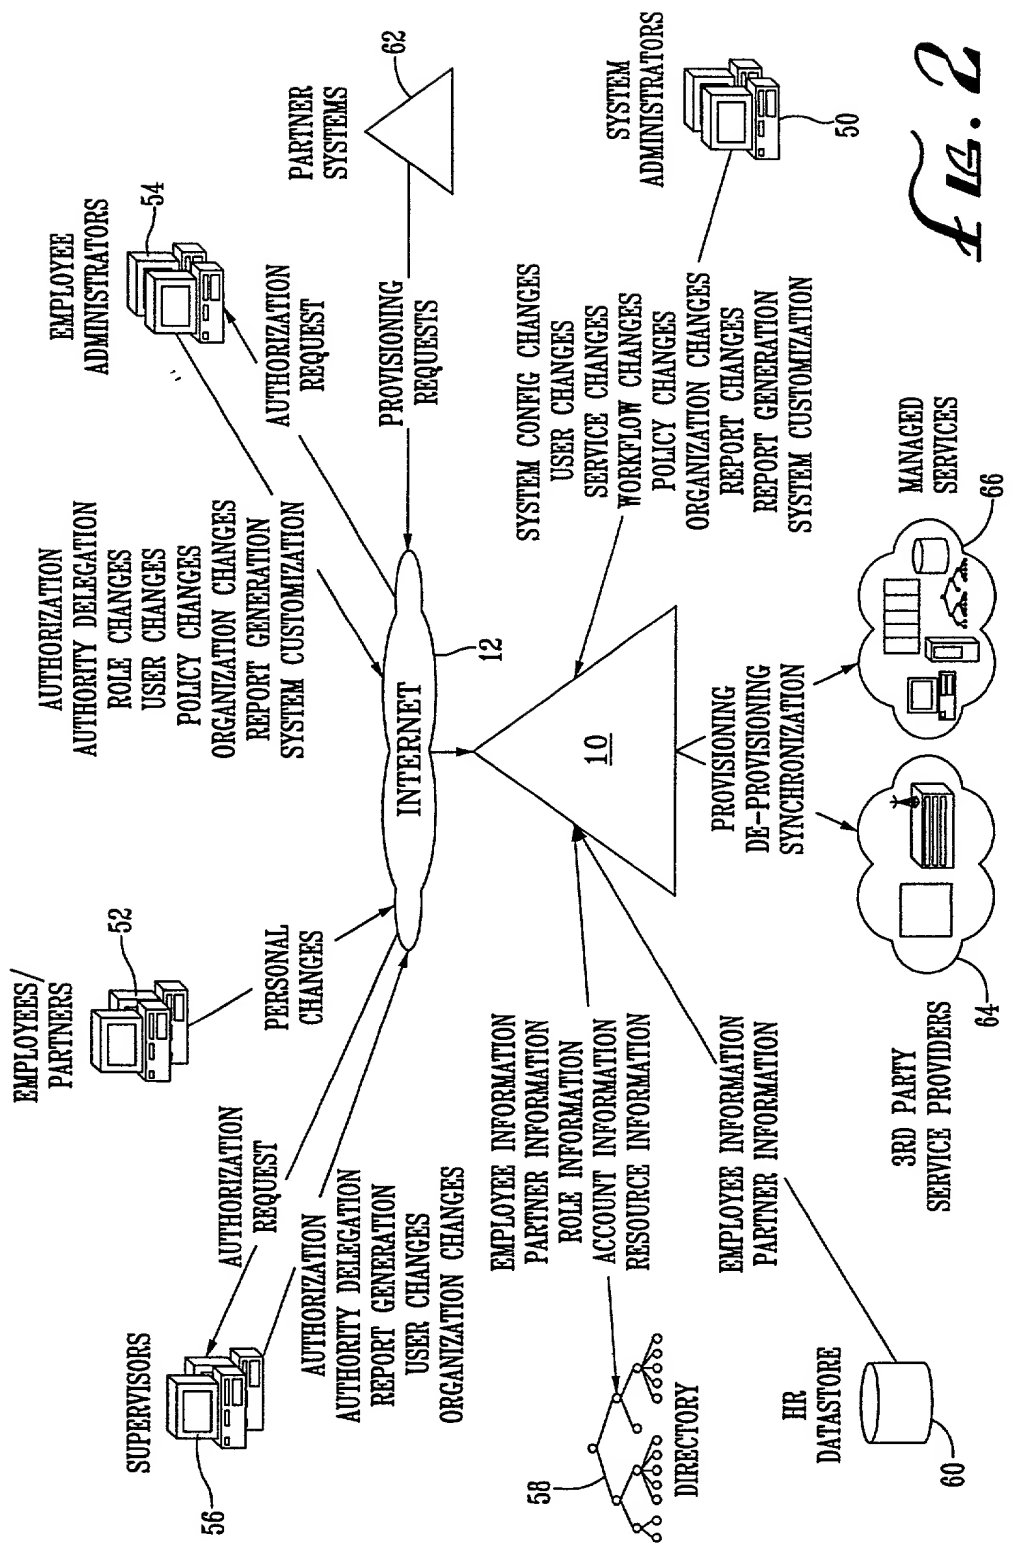 EMPLOYEES/
PARTNERS
52
SUPERVISORS
56
EMPLOYEE
ADMINISTRATORS
54
AUTHORIZATION
AUTHORITY DELEGATION
ROLE CHANGES
USER CHANGES
POLICY CHANGES
ORGANIZATION CHANGES
REPORT GENERATION
SYSTEM CUSTOMIZATION
AUTHORIZATION
REQUEST
PERSONAL
CHANGES
AUTHORIZATION
REQUEST
PARTNER
SYSTEMS
62
PROVISIONING
REQUESTS
AUTHORIZATION
AUTHORITY DELEGATION
REPORT GENERATION
USER CHANGES
ORGANIZATION CHANGES
INTERNET
12
10
EMPLOYEE INFORMATION
PARTNER INFORMATION
ROLE INFORMATION
ACCOUNT INFORMATION
RESOURCE INFORMATION
58
DIRECTORY
SYSTEM CONFIG CHANGES
USER CHANGES
SERVICE CHANGES
WORKFLOW CHANGES
POLICY CHANGES
ORGANIZATION CHANGES
REPORT CHANGES
REPORT GENERATION
SYSTEM CUSTOMIZATION
SYSTEM
ADMINISTRATORS
50
EMPLOYEE INFORMATION
PARTNER INFORMATION
HR
DATASTORE
60
PROVISIONING
DE-PROVISIONING
SYNCHRONIZATION
3RD PARTY
SERVICE PROVIDERS
64
MANAGED
SERVICES
66
FIG. 2